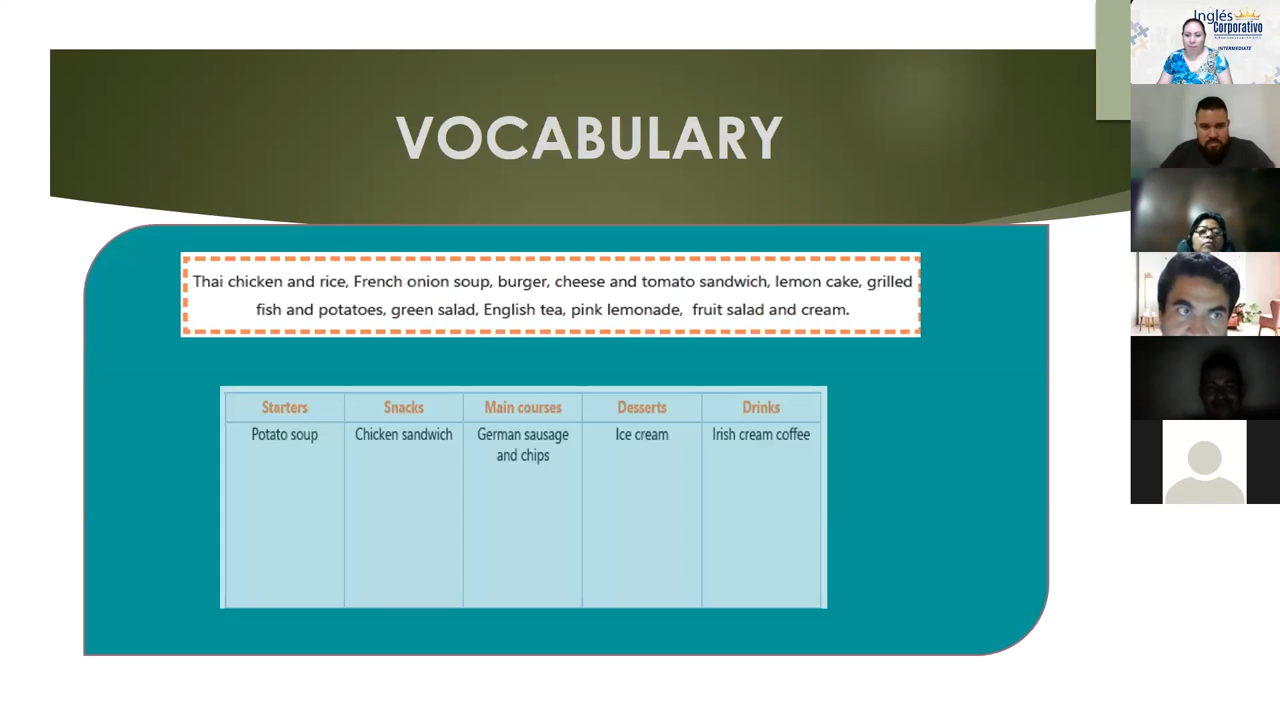 VOCABULARY
Thai chicken and rice, French onion soup, burger, cheese and tomato sandwich, lemon cake, grilled
fish and potatoes, green salad, English tea, pink lemonade, fruit salad and cream.
Starters Snacks Main courses Desserts Drinks
Potato soup Chicken sandwich German sausage Ice cream Irish cream coffee
and chips
Inglés
Corporativo
INTERMEDIATE